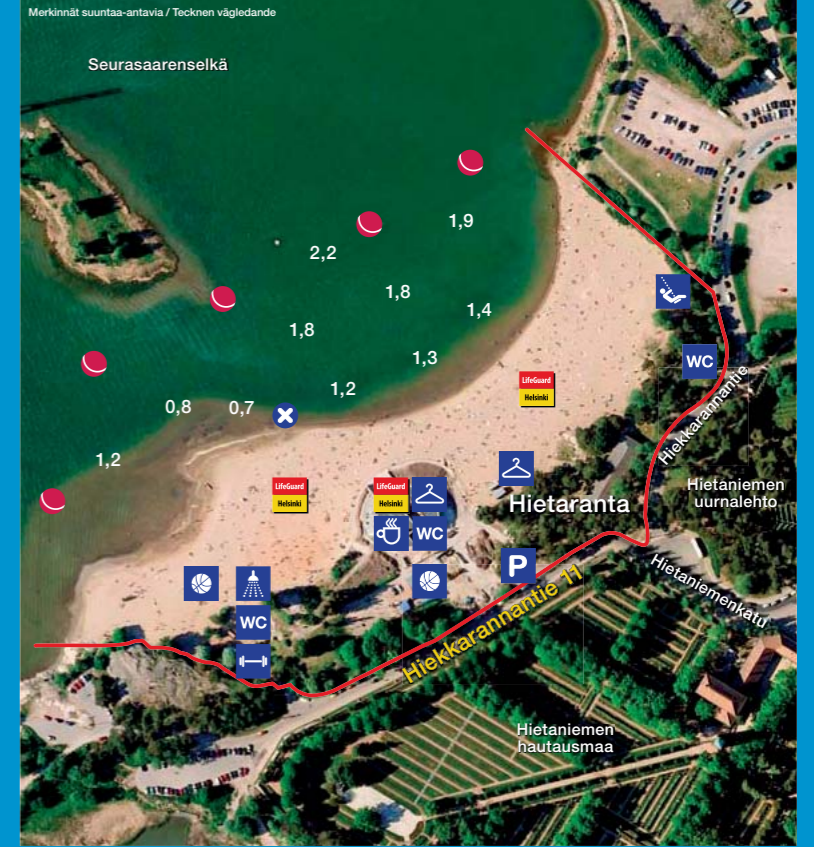 Merkinnät suuntaa-antavia / Tecknen vägledande
Seurasaarenselkä
1,9
2,2
1,8
1,4
1,8
1,3
WC
1,2
LifeGuard
Helsinki
0,8
0,7
Hiekkarannantie
1,2
LifeGuard
Helsinki
LifeGuard
Helsinki
Hietaranta
Hietaniemen
uurnalehto
WC
P
Hietaniemenkatu
Hiekkarannantie 11
WC
Hietaniemen
hautausmaa